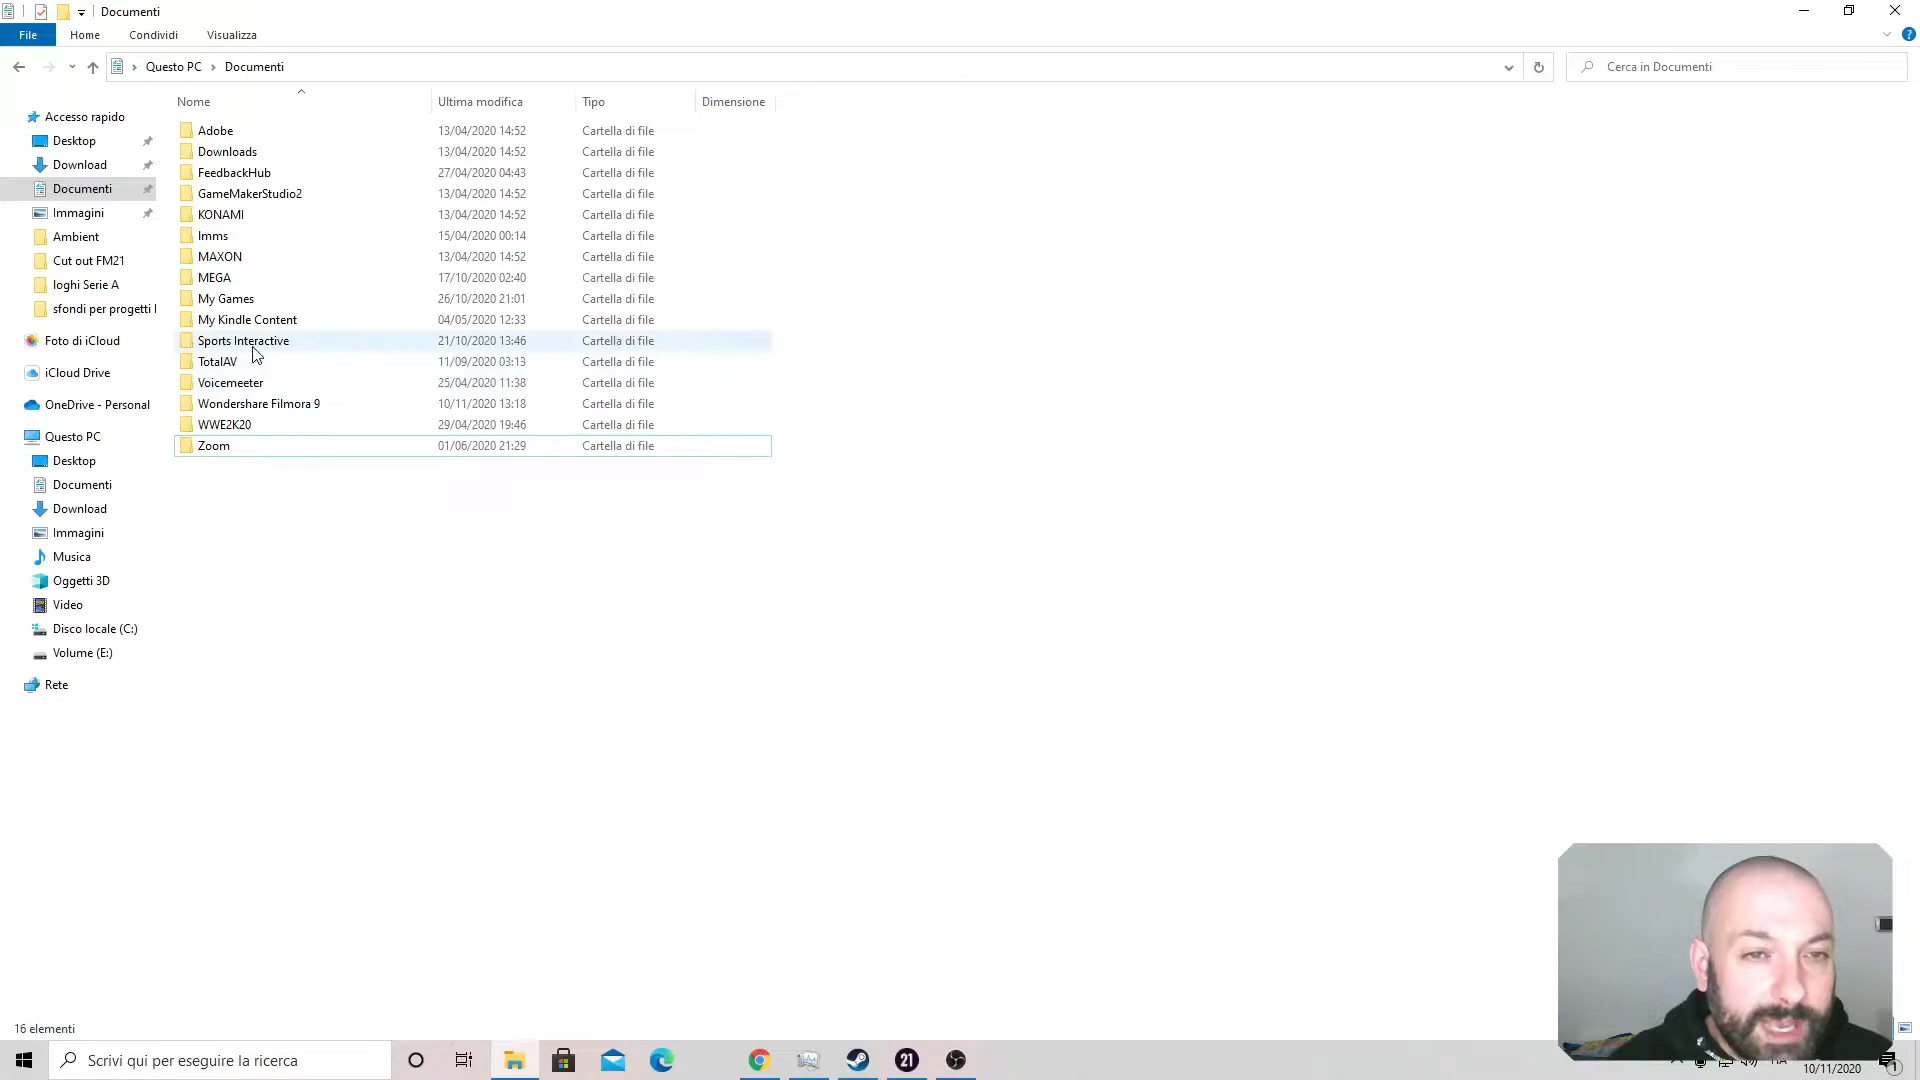 Documenti
File Home Condividi Visualizza
Questo PC Documenti
Cerca in Documenti
Nome Ultima modifica Tipo Dimensione
Accesso rapido
Desktop
Download
Documenti
Immagini
Ambient
Cut out FM21
loghi Serie A
sfondi per progetti
Foto di iCloud
iCloud Drive
OneDrive - Personal
Questo PC
Desktop
Documenti
Download
Immagini
Musica
Oggetti 3D
Video
Disco locale (C:)
Volume (E:)
Rete
Adobe 13/04/2020 14:52 Cartella di file
Downloads 13/04/2020 14:52 Cartella di file
FeedbackHub 27/04/2020 04:43 Cartella di file
GameMakerStudio2 13/04/2020 14:52 Cartella di file
KONAMI 13/04/2020 14:52 Cartella di file
lmms 15/04/2020 00:14 Cartella di file
MAXON 13/04/2020 14:52 Cartella di file
MEGA 17/10/2020 02:40 Cartella di file
My Games 26/10/2020 21:01 Cartella di file
My Kindle Content 04/05/2020 12:33 Cartella di file
Sports Interactive 21/10/2020 13:46 Cartella di file
TotalAV 11/09/2020 03:13 Cartella di file
Voicemeeter 25/04/2020 11:38 Cartella di file
Wondershare Filmora 9 10/11/2020 13:18 Cartella di file
WWE2K20 29/04/2020 19:46 Cartella di file
Zoom 01/06/2020 21:29 Cartella di file
16 elementi
Scrivi qui per eseguire la ricerca
21
10/11/2020
1